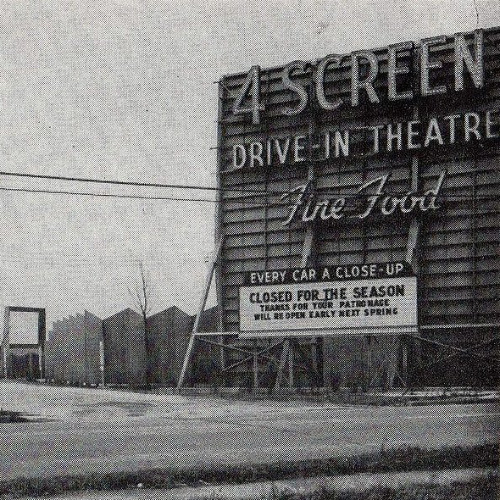 4 SCREEN
DRIVE-IN THEATRE
Fine Food
EVERY CAR A CLOSE-UP
CLOSED FOR THE SEASON
THANKS FOR YOUR PATRONAGE
WILL REOPEN EARLY NEXT SPRING